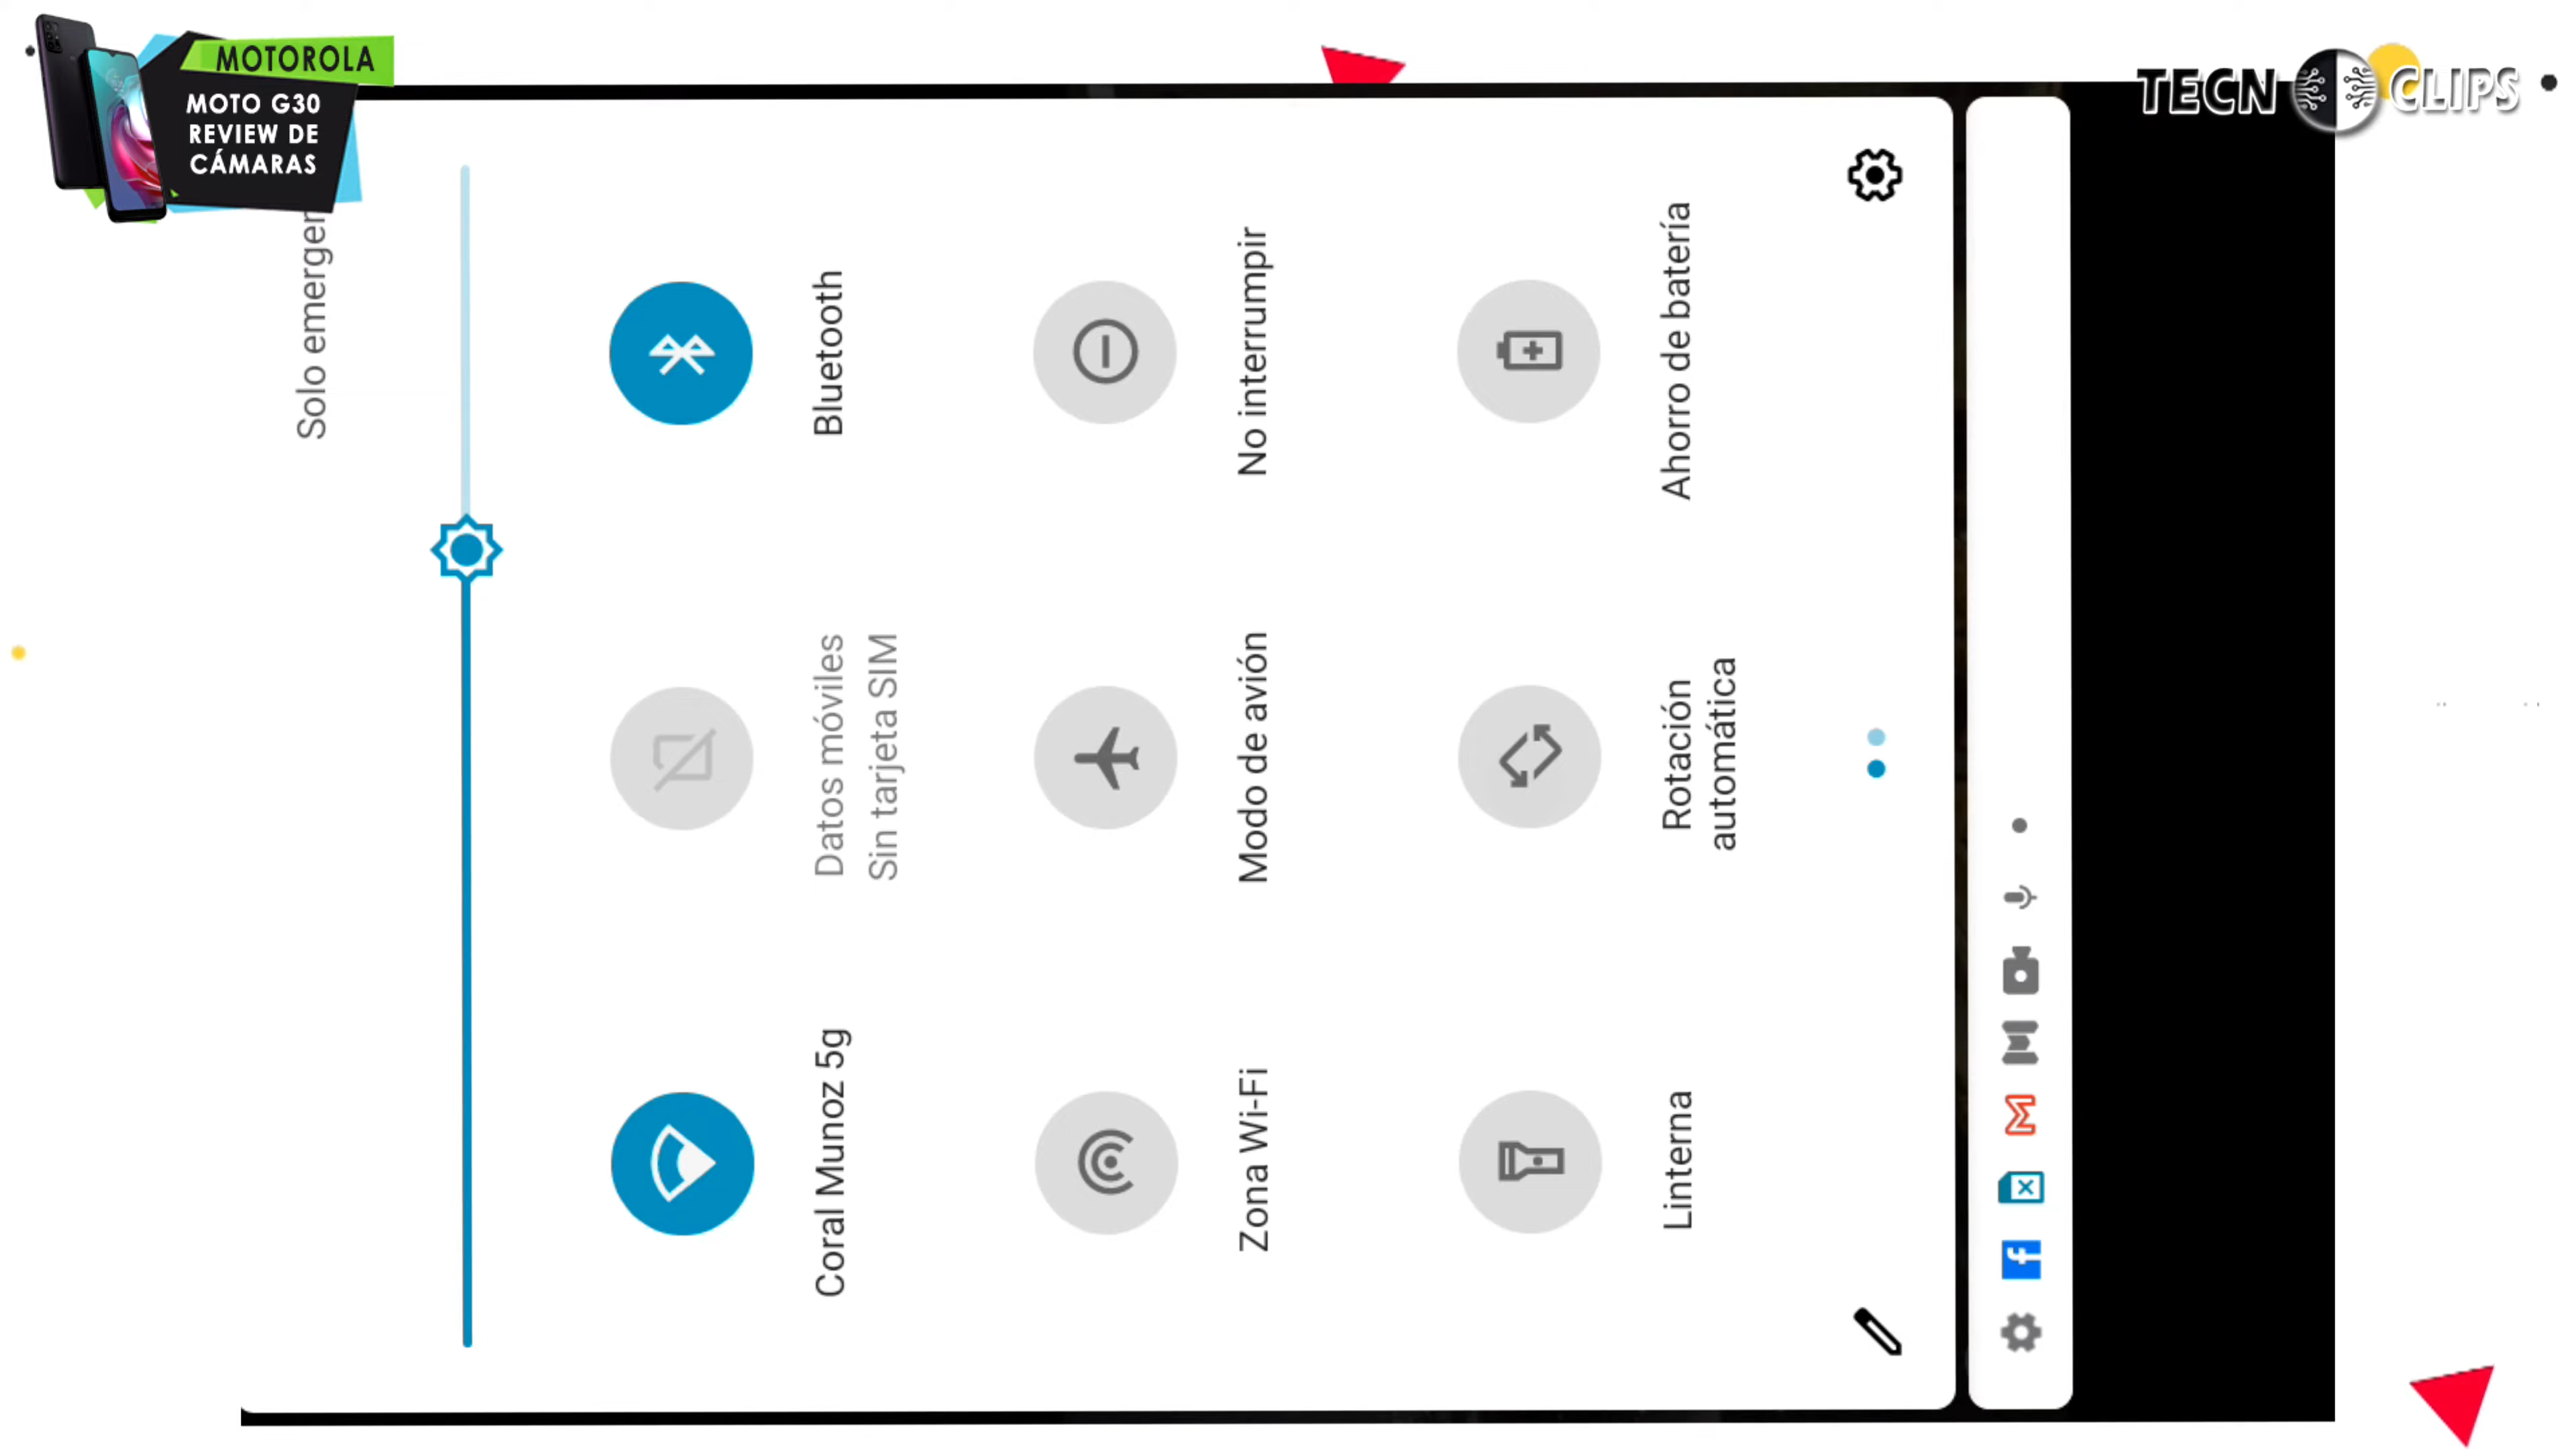 MOTOROLA
MOTO G30
REVIEW DE
CÁMARAS
TECN CLIPS
Solo emergen
Coral Munoz 5g
Datos móviles
Sin tarjeta SIM
Bluetooth
Zona Wi-Fi
Modo de avión
No interrumpir
Linterna
Rotación
automática
Ahorro de batería